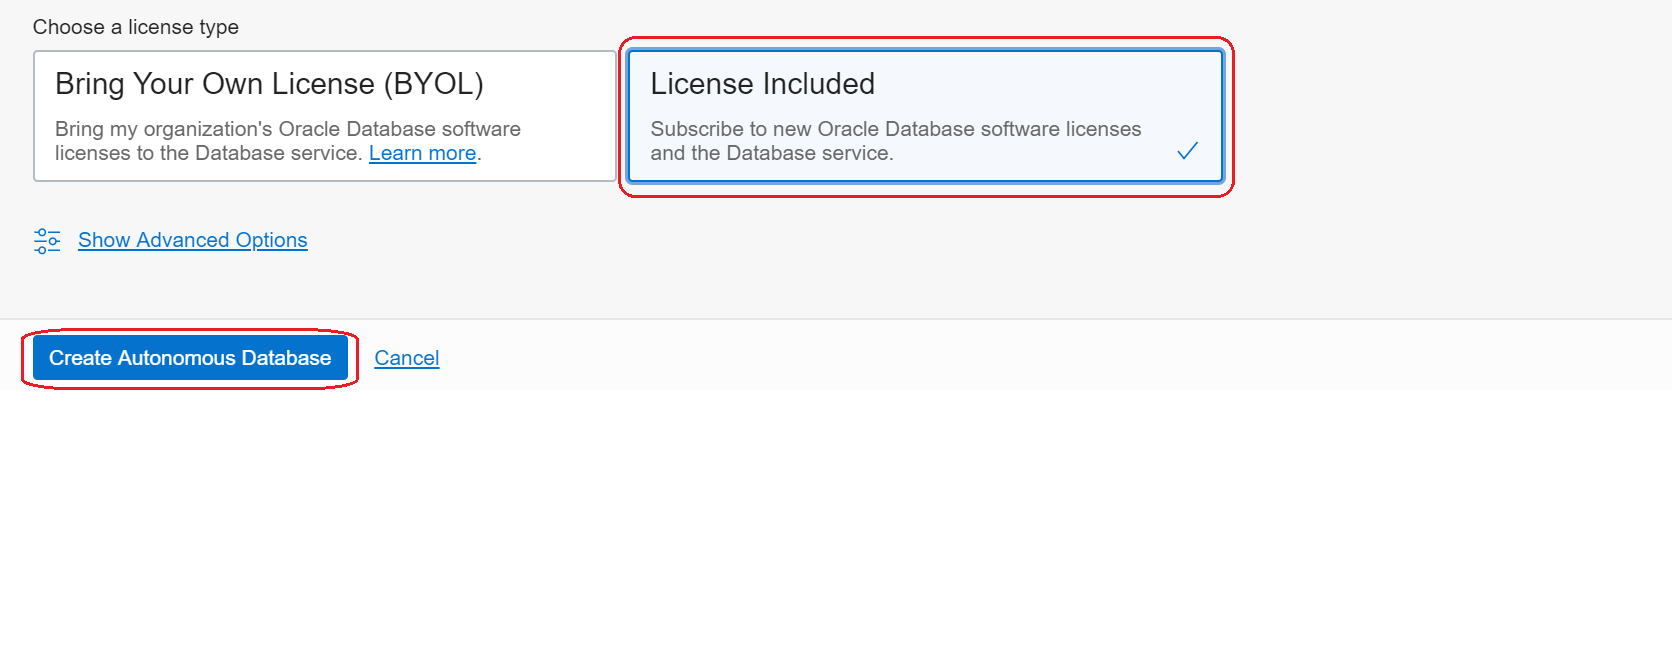 Choose a license type
Bring Your Own License (BYOL)
Bring my organization's Oracle Database software
licenses to the Database service. Learn more.
License Included
Subscribe to new Oracle Database software licenses
and the Database service.
Show Advanced Options
Create Autonomous Database
Cancel